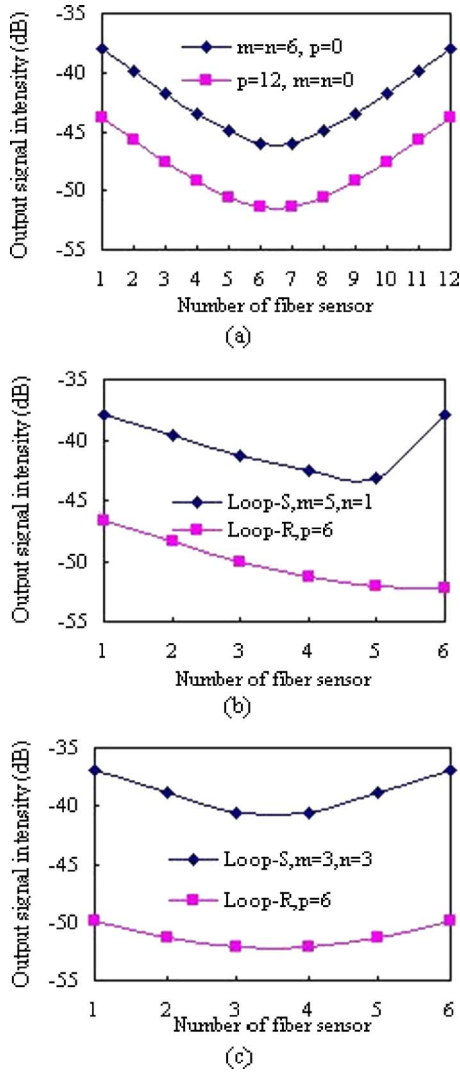 -35
-40
-45
-50
-55
Output signal intensity (dB)
m=n=6, p=0
p=12, m=n=0
1 2 3 4 5 6 7 8 9 10 11 12
Number of fiber sensor
(a)
-35
-40
-45
-50
-55
Output signal intensity (dB)
Loop-S,m=5,n=1
Loop-R,p=6
1 2 3 4 5 6
Number of fiber sensor
(b)
-35
-40
-45
-50
-55
Output signal intensity (dB)
Loop-S,m=3,n=3
Loop-R,p=6
1 2 3 4 5 6
Number of fiber sensor
(c)